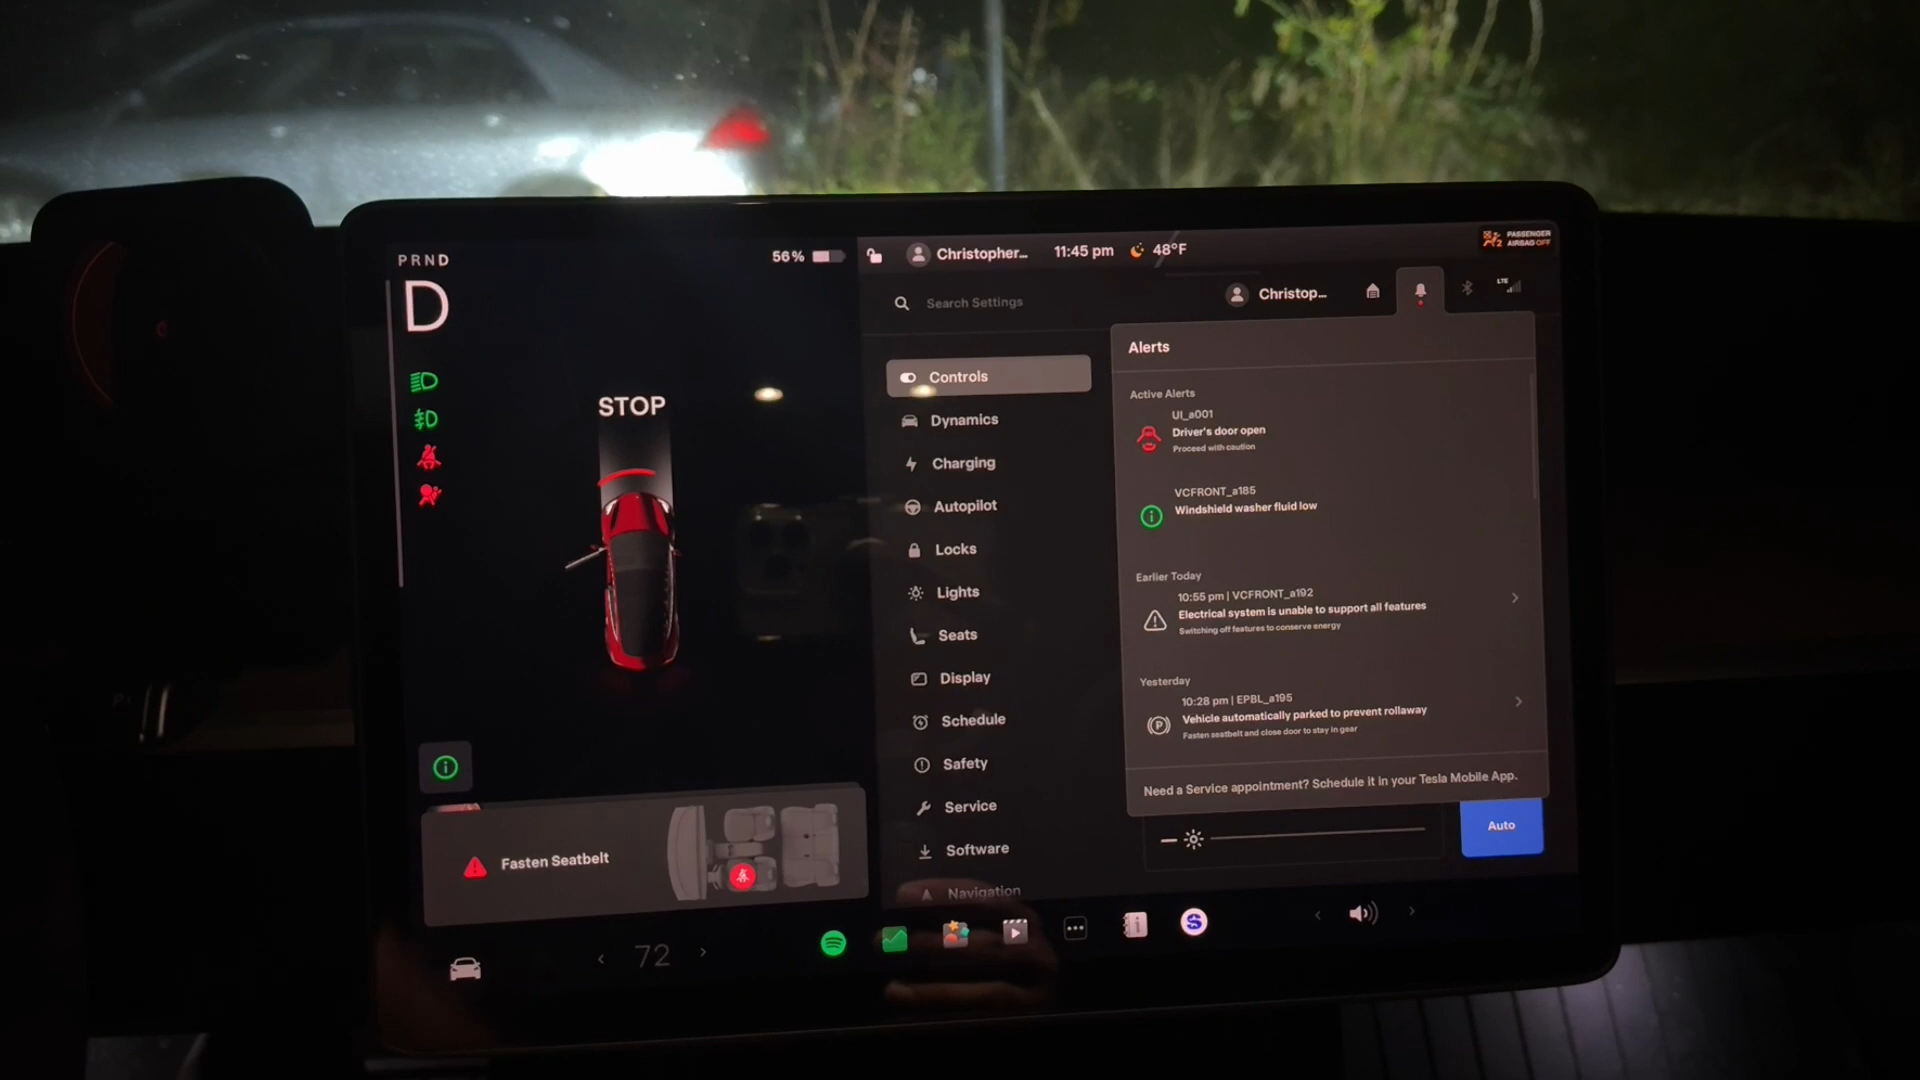 PRND
D
56%
Christopher...
11:45 pm
48°F
PASSENGER
AIRBAG OFF
STOP
Search Settings
Christop...
LTE
Controls
Dynamics
Charging
Autopilot
Locks
Lights
Seats
Display
Schedule
Safety
Service
Software
Navigation
Alerts
Active Alerts
UI_a001
Driver's door open
Proceed with caution
VCFRONT_a185
Windshield washer fluid low
Earlier Today
10:55 pm | VCFRONT_a192
Electrical system is unable to support all features
Switching off features to conserve energy
Yesterday
10:28 pm | EPBL_a195
Vehicle automatically parked to prevent rollaway
Fasten seatbelt and close door to stay in gear
Need a Service appointment? Schedule it in your Tesla Mobile App.
Auto
Fasten Seatbelt
72